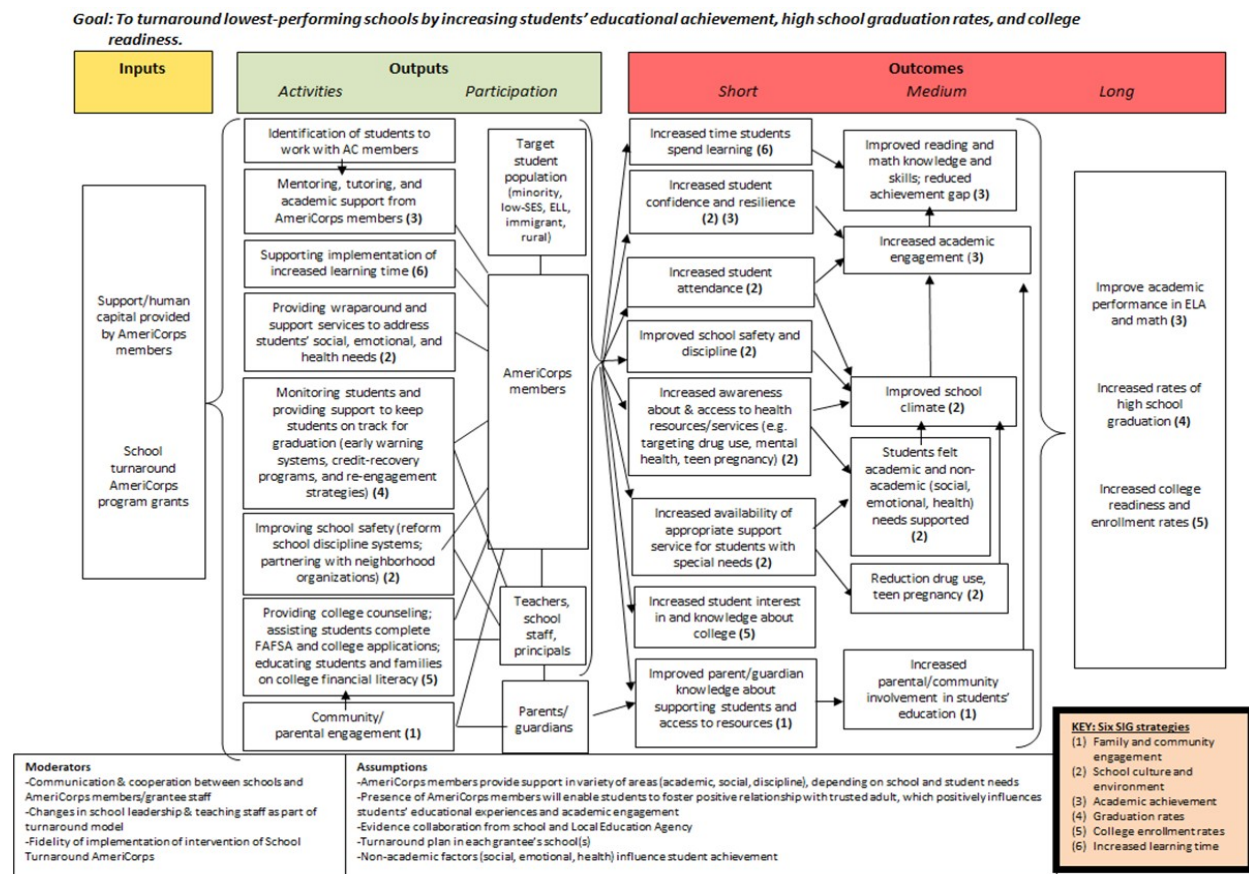 Goal: To turnaround lowest-performing schools by increasing students' educational achievement, high school graduation rates, and college
readiness.
Inputs
Outputs
Activities
Participation
Outcomes
Short
Medium
Long
Support/human
capital provided
by AmeriCorps
members
School
turnaround
AmeriCorps
program grants
Identification of students to
work with AC members
Mentoring, tutoring, and
academic support from
AmeriCorps members (3)
Supporting implementation of
increased learning time (6)
Providing wraparound and
support services to address
students' social, emotional, and
health needs (2)
Monitoring students and
providing support to keep
students on track for
graduation (early warning
systems, credit-recovery
programs, and re-engagement
strategies) (4)
Improving school safety (reform
school discipline systems;
partnering with neighborhood
organizations) (2)
Providing college counseling;
assisting students complete
FAFSA and college applications;
educating students and families
on college financial literacy (5)
Community/
parental engagement (1)
Target
student
population
(minority,
low-SES, ELL,
immigrant,
rural)
AmeriCorps
members
Teachers,
school
staff,
principals
Parents/
guardians
Increased time students
spend learning (6)
Increased student
confidence and resilience
(2) (3)
Increased student
attendance (2)
Improved school safety and
discipline (2)
Increased awareness
about & access to health
resources/services (e.g.
targeting drug use, mental
health, teen pregnancy) (2)
Increased availability of
appropriate support
service for students with
special needs (2)
Increased student interest
in and knowledge about
college (5)
Improved parent/guardian
knowledge about
supporting students and
access to resources (1)
Improved reading and
math knowledge and
skills; reduced
achievement gap (3)
Increased academic
engagement (3)
Improved school
climate (2)
Students felt
academic and non-
academic (social,
emotional, health)
needs supported
(2)
Reduction drug use,
teen pregnancy (2)
Increased
parental/community
involvement in students'
education (1)
Improve academic
performance in ELA
and math (3)
Increased rates of
high school
graduation (4)
Increased college
readiness and
enrollment rates (5)
Moderators
-Communication & cooperation between schools and
AmeriCorps members/grantee staff
-Changes in school leadership & teaching staff as part of
turnaround model
-Fidelity of implementation of intervention of School
Turnaround AmeriCorps
Assumptions
-AmeriCorps members provide support in variety of areas (academic, social, discipline), depending on school and student needs
-Presence of AmeriCorps members will enable students to foster positive relationship with trusted adult, which positively influences
students' educational experiences and academic engagement
-Evidence collaboration from school and Local Education Agency
-Turnaround plan in each grantee's school(s)
-Non-academic factors (social, emotional, health) influence student achievement
KEY: Six SIG strategies
(1) Family and community
engagement
(2) School culture and
environment
(3) Academic achievement
(4) Graduation rates
(5) College enrollment rates
(6) Increased learning time